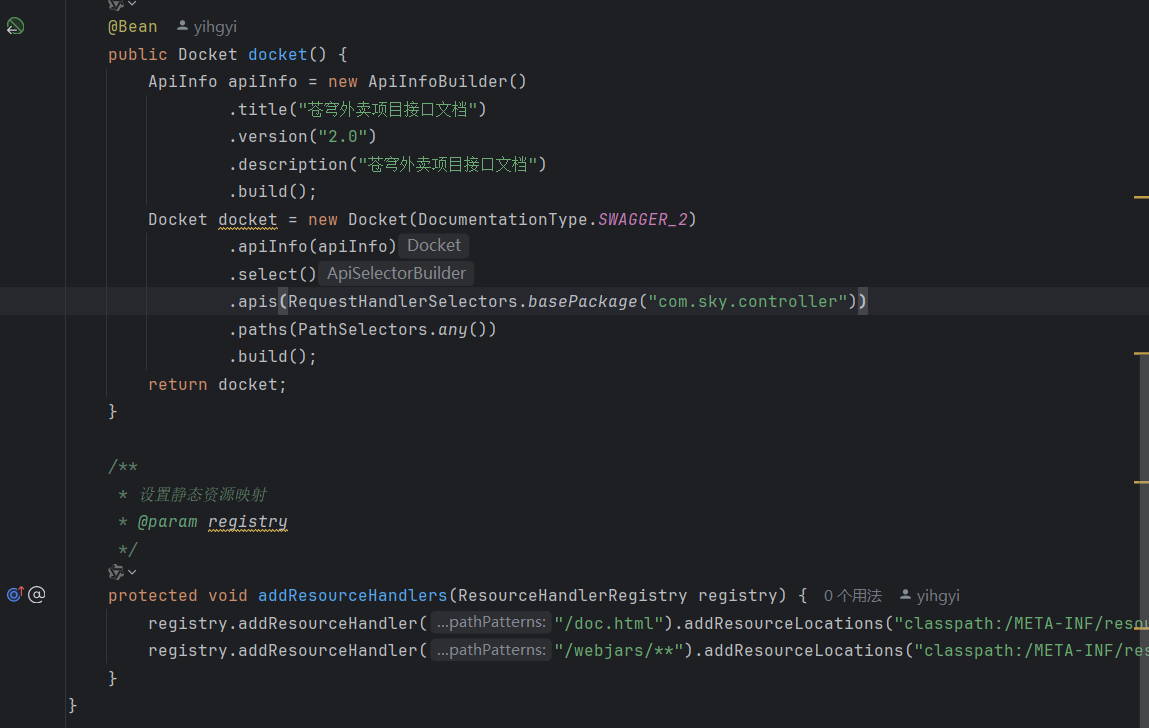 @Bean yihgyi
public Docket docket() {
ApiInfo apiInfo = new ApiInfoBuilder()
.title("苍穹外卖项目接口文档")
.version("2.0")
.description("苍穹外卖项目接口文档")
.build();
Docket docket = new Docket(DocumentationType.SWAGGER_2)
.apiInfo(apiInfo) Docket
.select() ApiSelectorBuilder
.apis(RequestHandlerSelectors.basePackage("com.sky.controller"))
.paths(PathSelectors.any())
.build();
return docket;
}
/**
* 设置静态资源映射
* @param registry
*/
protected void addResourceHandlers(ResourceHandlerRegistry registry) { 0 个用法 yihgyi
registry.addResourceHandler( ...pathPatterns: "/doc.html").addResourceLocations("classpath:/META-INF/resou
registry.addResourceHandler( ...pathPatterns: "/webjars/**").addResourceLocations("classpath:/META-INF/res
}
}